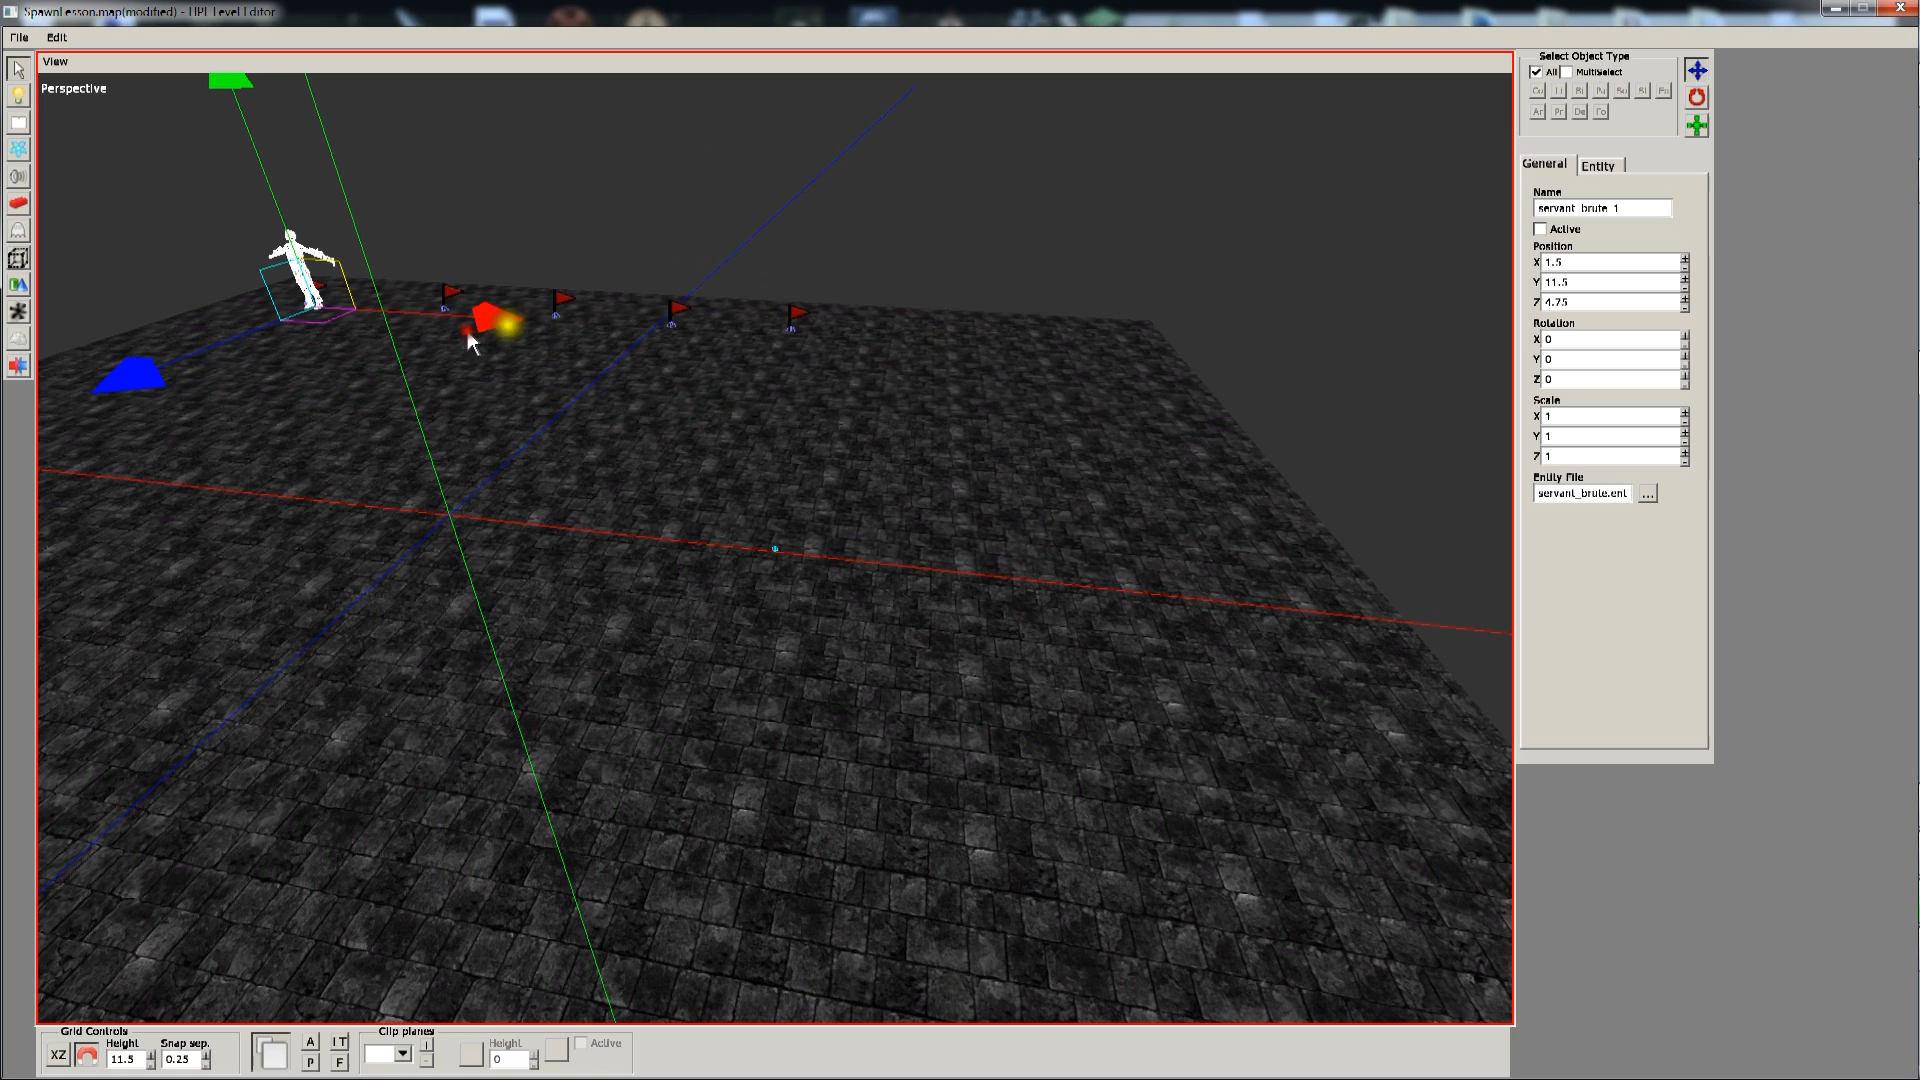 SpawnLesson.map(modified) - HPL Level Editor
File Edit
View
Perspective
Select Object Type
All MultiSelect
General Entity
Name
servant_brute_1
Active
Position
X 1.5
Y 11.5
Z 4.75
Rotation
X 0
Y 0
Z 0
Scale
X 1
Y 1
Z 1
Entity File
servant_brute.ent ...
Grid Controls
XZ Height Snap sep.
11.5 0.25
A I T
P F
Clip planes
Height Active
0